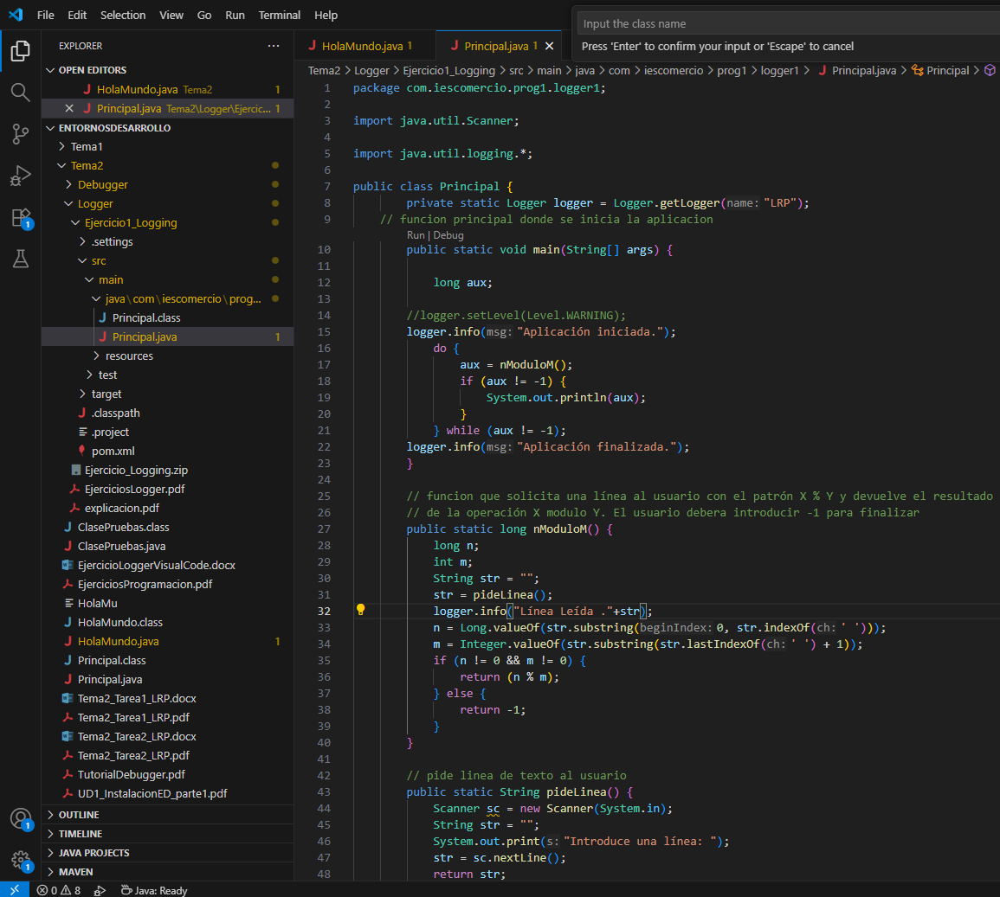 File Edit Selection View Go Run Terminal Help
Input the class name
Press 'Enter' to confirm your input or 'Escape' to cancel
EXPLORER
OPEN EDITORS
HolaMundo.java Tema2 1
Principal.java Tema2\Logger\Ejercic... 1
ENTORNOSDESARROLLO
Tema1
Tema2
Debugger
Logger
Ejercicio1_Logging
.settings
src
main
java\com\iescomercio\prog...
Principal.class
Principal.java 1
resources
test
target
.classpath
.project
pom.xml
Ejercicio_Logging.zip
EjerciciosLogger.pdf
explicacion.pdf
ClasePruebas.class
ClasePruebas.java
EjercicioLoggerVisualCode.docx
EjerciciosProgramacion.pdf
HolaMu
HolaMundo.class
HolaMundo.java 1
Principal.class
Principal.java
Tema2_Tarea1_LRP.docx
Tema2_Tarea1_LRP.pdf
Tema2_Tarea2_LRP.docx
Tema2_Tarea2_LRP.pdf
TutorialDebugger.pdf
UD1_InstalacionED_parte1.pdf
OUTLINE
TIMELINE
JAVA PROJECTS
MAVEN
1
1
1
HolaMundo.java 1
Principal.java 1
Tema2 > Logger > Ejercicio1_Logging > src > main > java > com > iescomercio > prog1 > logger1 > Principal.java > Principal >
1 package com.iescomercio.prog1.logger1;
2
3 import java.util.Scanner;
4
5 import java.util.logging.*;
6
7 public class Principal {
8 private static Logger logger = Logger.getLogger(name: "LRP");
9 // funcion principal donde se inicia la aplicacion
Run | Debug
10 public static void main(String[] args) {
11
12 long aux;
13
14 //logger.setLevel(Level.WARNING);
15 logger.info(msg: "Aplicación iniciada.");
16 do {
17 aux = nModuloM();
18 if (aux != -1) {
19 System.out.println(aux);
20 }
21 } while (aux != -1);
22 logger.info(msg: "Aplicación finalizada.");
23 }
24
25 // funcion que solicita una línea al usuario con el patrón X % Y y devuelve el resultado
26 // de la operación X modulo Y. El usuario debera introducir -1 para finalizar
27 public static long nModuloM() {
28 long n;
29 int m;
30 String str = "";
31 str = pideLinea();
32 logger.info("Línea Leída ."+str);
33 n = Long.valueOf(str.substring(beginIndex: 0, str.indexOf(ch: ' ')));
34 m = Integer.valueOf(str.substring(str.lastIndexOf(ch: ' ') + 1));
35 if (n != 0 && m != 0) {
36 return (n % m);
37 } else {
38 return -1;
39 }
40 }
41
42 // pide linea de texto al usuario
43 public static String pideLinea() {
44 Scanner sc = new Scanner(System.in);
45 String str = "";
46 System.out.print(s: "Introduce una línea: ");
47 str = sc.nextLine();
48 return str;
0 8 Java: Ready